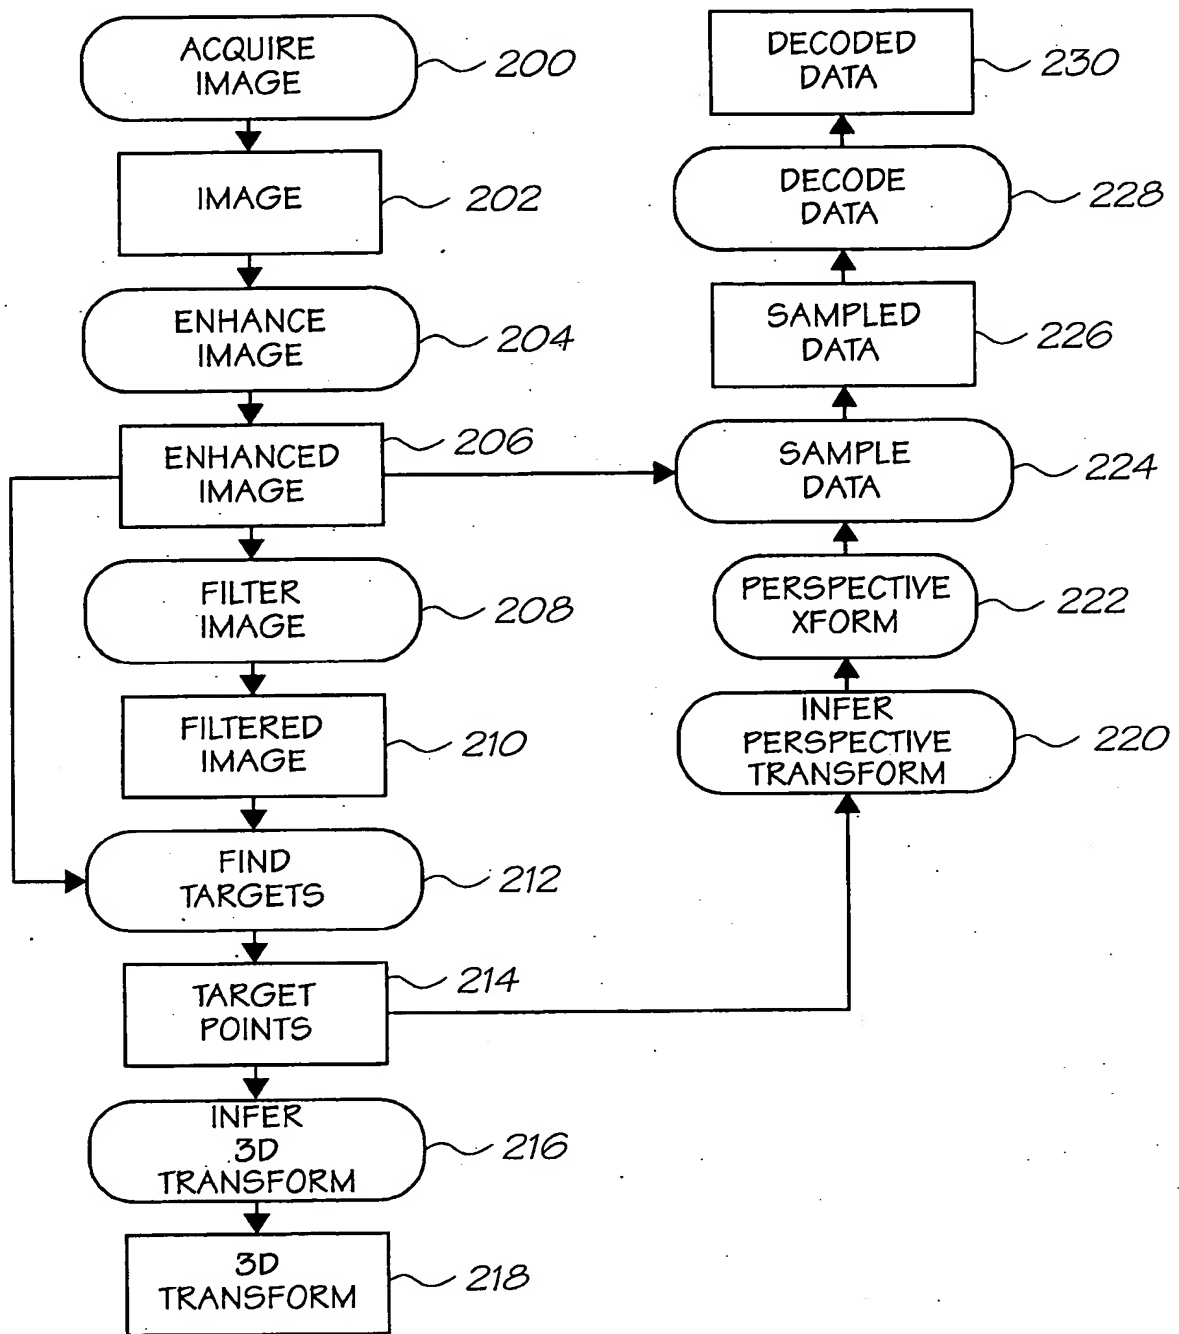 ACQUIRE
IMAGE
200
IMAGE
202
ENHANCE
IMAGE
204
ENHANCED
IMAGE
206
FILTER
IMAGE
208
FILTERED
IMAGE
210
FIND
TARGETS
212
TARGET
POINTS
214
INFER
3D
TRANSFORM
216
3D
TRANSFORM
218
DECODED
DATA
230
DECODE
DATA
228
SAMPLED
DATA
226
SAMPLE
DATA
224
PERSPECTIVE
XFORM
222
INFER
PERSPECTIVE
TRANSFORM
220